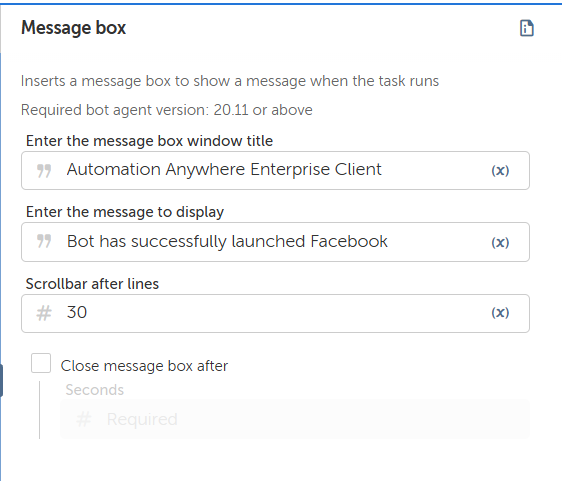 Message box
Inserts a message box to show a message when the task runs
Required bot agent version: 20.11 or above
Enter the message box window title
" Automation Anywhere Enterprise Client (x)
Enter the message to display
" Bot has successfully launched Facebook (x)
Scrollbar after lines
# 30 (x)
Close message box after
Seconds
# Required